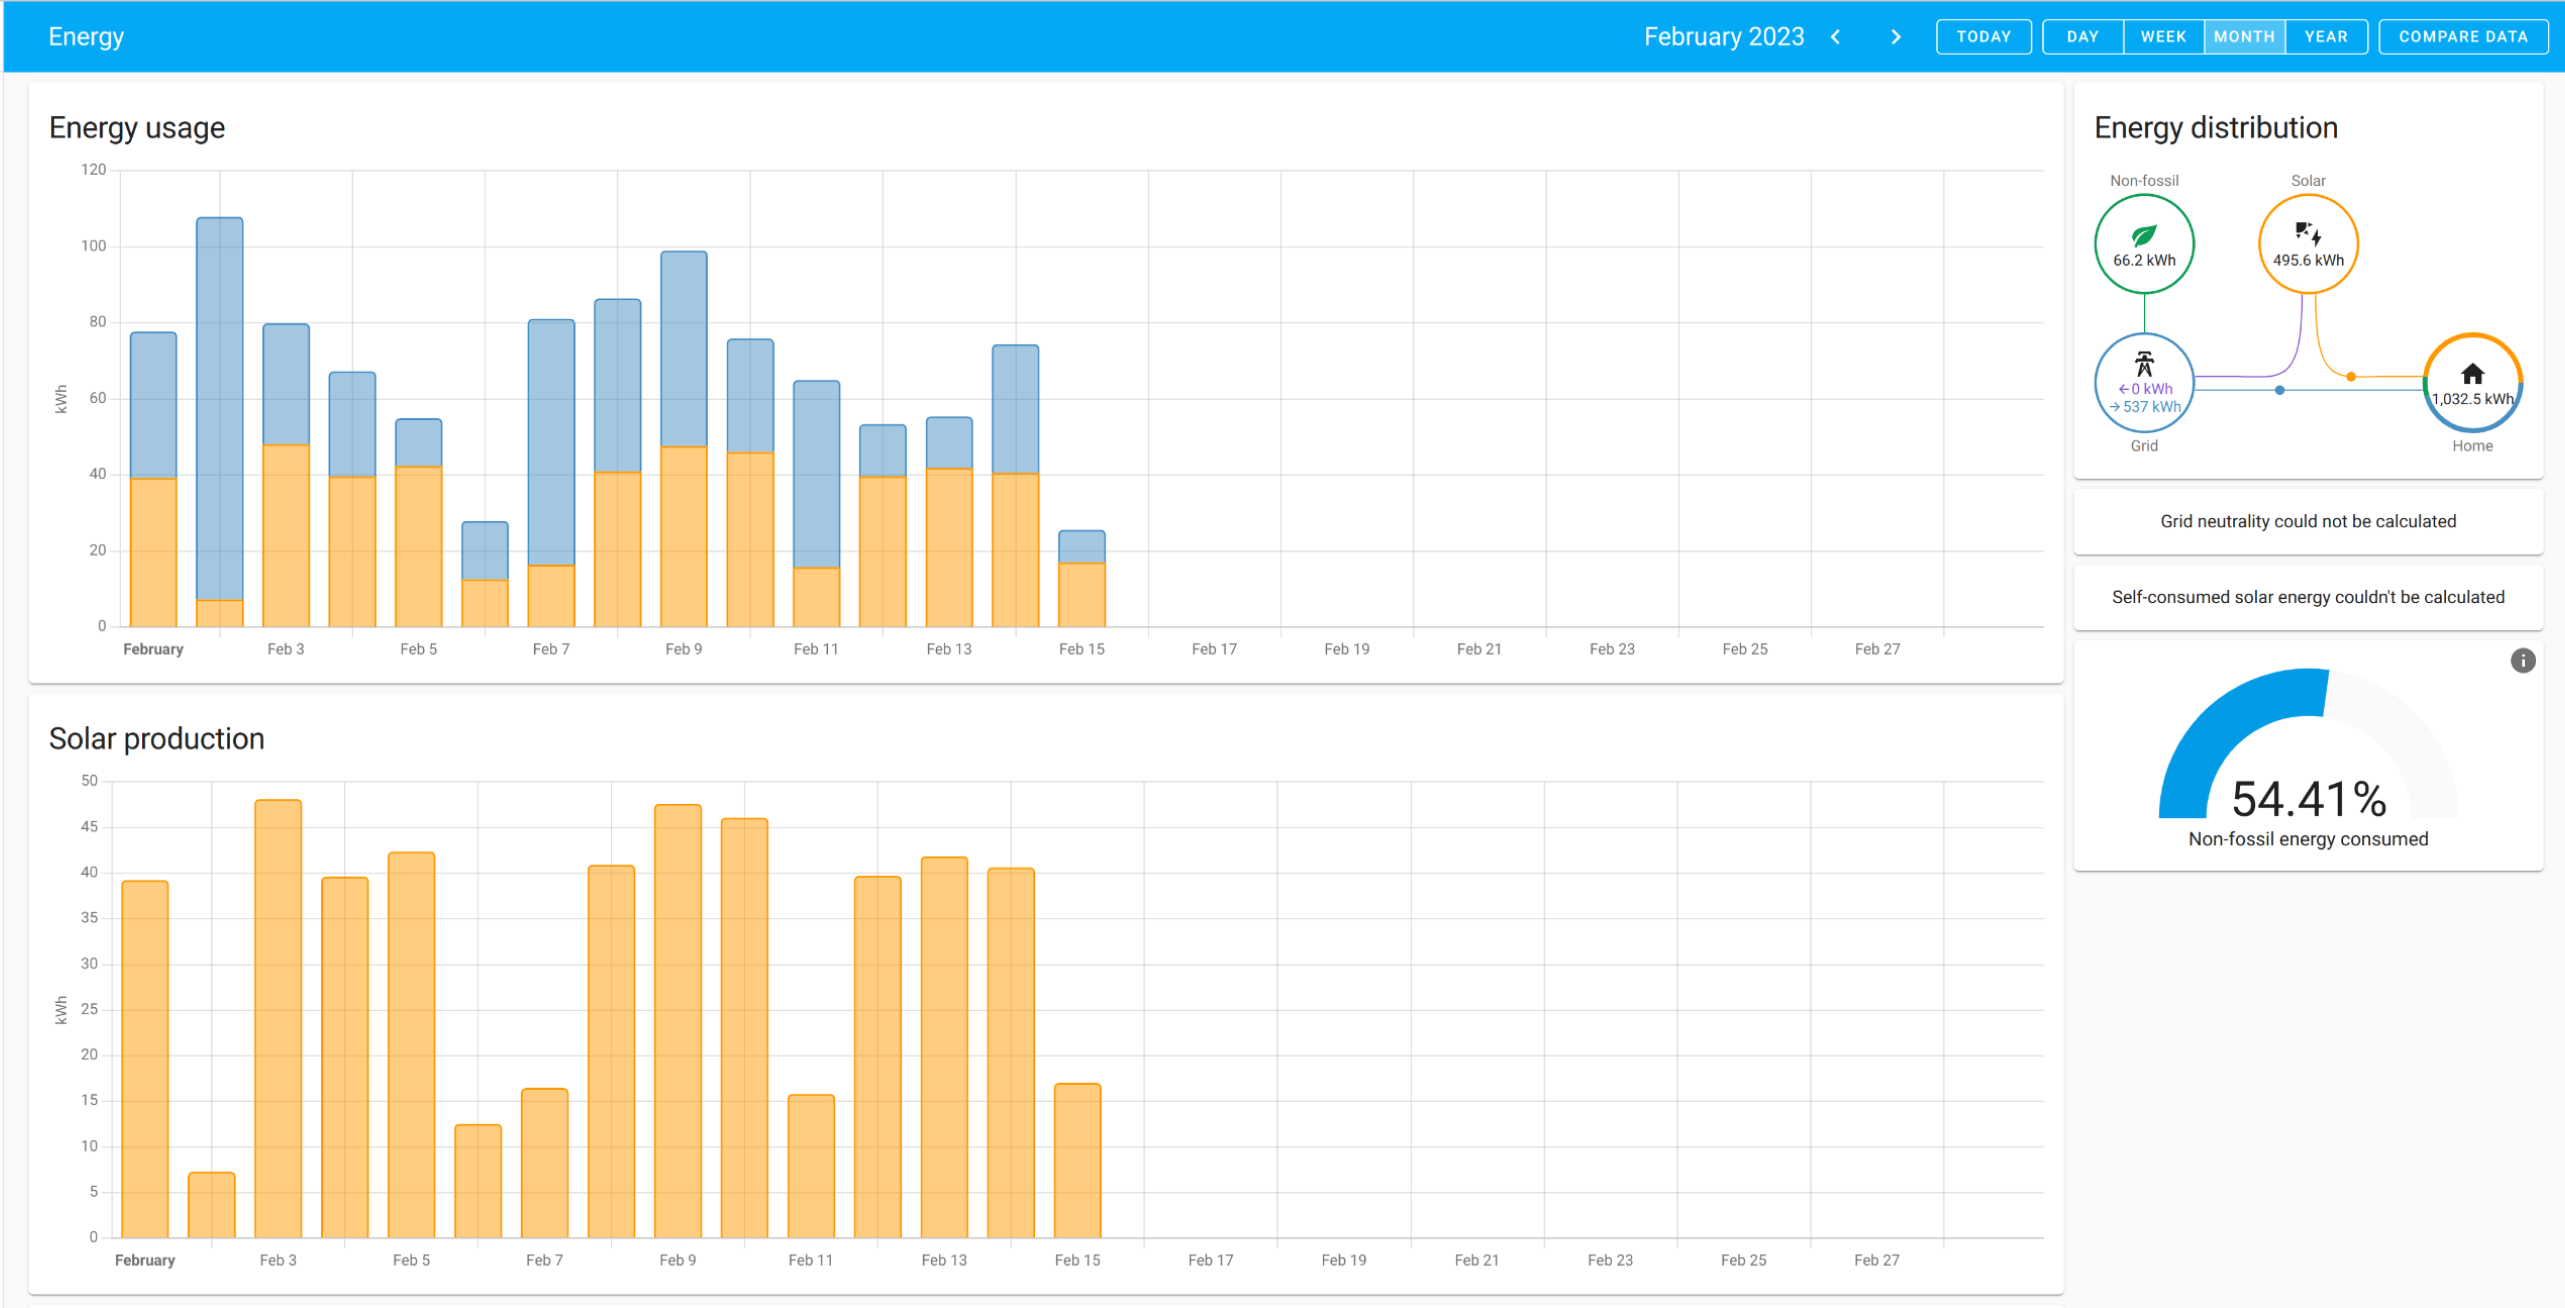 Energy
February 2023
TODAY
DAY WEEK MONTH YEAR
COMPARE DATA
Energy usage
120
100
80
60
40
20
0
kWh
February Feb 3 Feb 5 Feb 7 Feb 9 Feb 11 Feb 13 Feb 15 Feb 17 Feb 19 Feb 21 Feb 23 Feb 25 Feb 27
Solar production
50
45
40
35
30
25
20
15
10
5
0
kWh
February Feb 3 Feb 5 Feb 7 Feb 9 Feb 11 Feb 13 Feb 15 Feb 17 Feb 19 Feb 21 Feb 23 Feb 25 Feb 27
Energy distribution
Non-fossil Solar
66.2 kWh 495.6 kWh
←0 kWh
→537 kWh
1,032.5 kWh
Grid Home
Grid neutrality could not be calculated
Self-consumed solar energy couldn't be calculated
54.41%
Non-fossil energy consumed